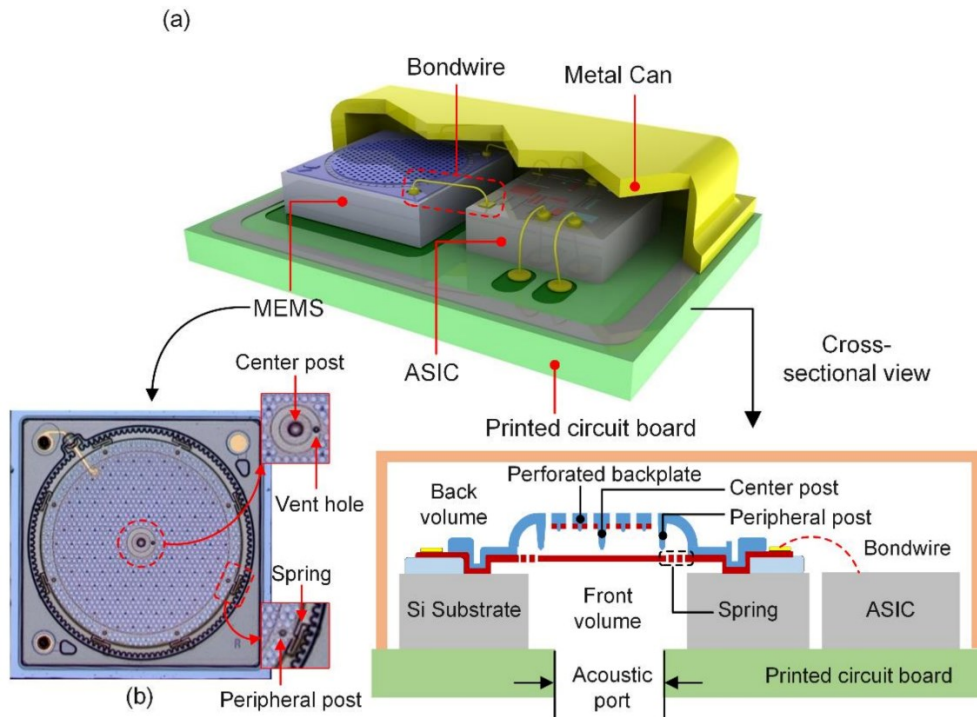 (a)
Bondwire
Metal Can
MEMS
ASIC
Cross-
sectional view
Printed circuit board
Center post
Vent hole
Spring
Peripheral post
(b)
Perforated backplate
Back
volume
Center post
Peripheral post
Bondwire
Si Substrate
Front
volume
Spring
ASIC
Acoustic
port
Printed circuit board